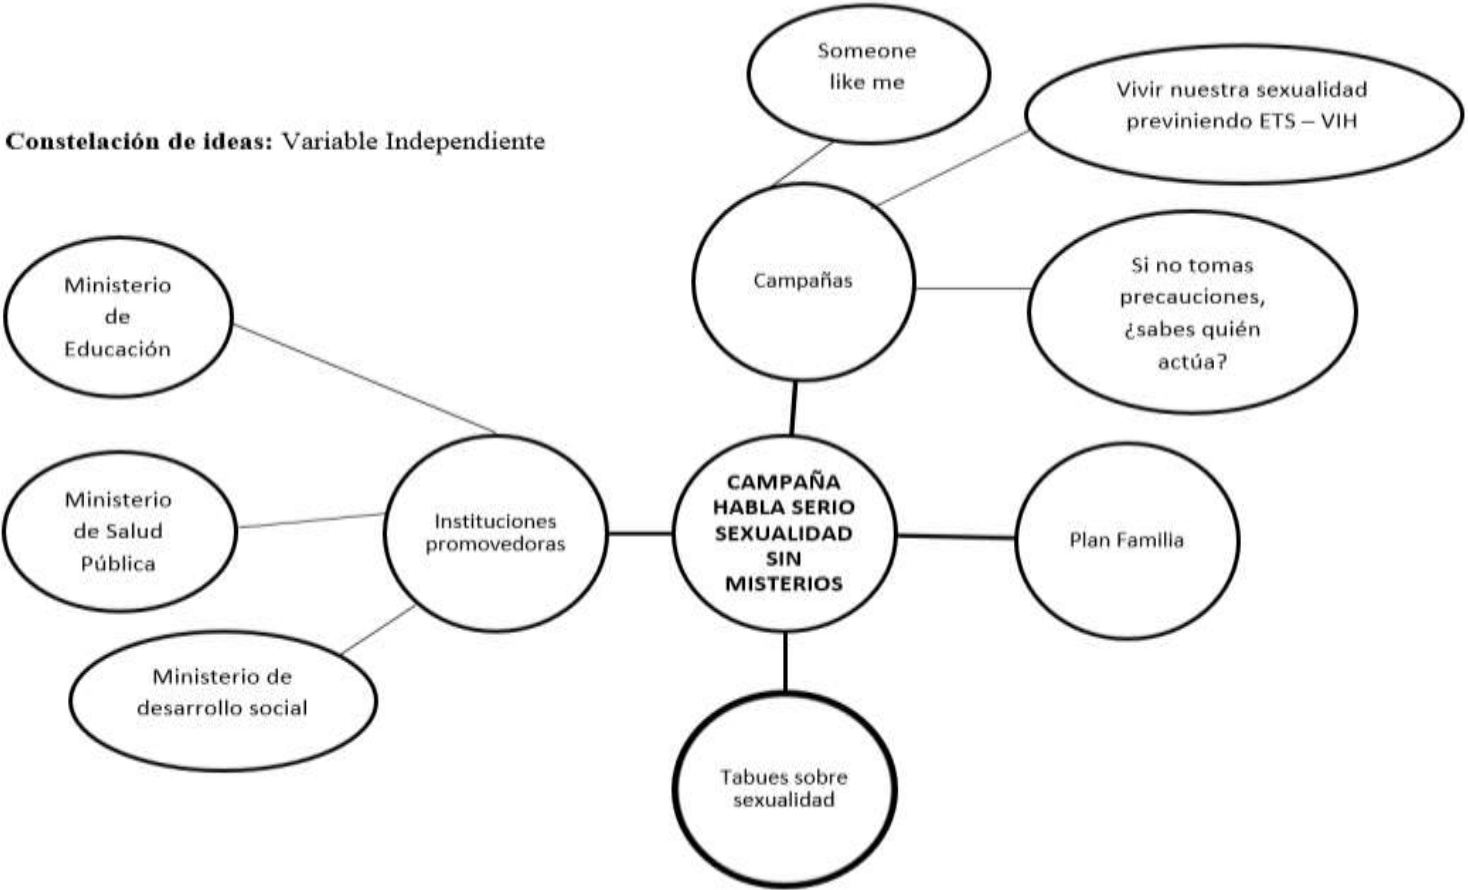 Constelación de ideas: Variable Independiente
Someone
like me
Vivir nuestra sexualidad
previniendo ETS – VIH
Campañas
Si no tomas
precauciones,
¿sabes quién
actúa?
Ministerio
de
Educación
Ministerio
de Salud
Pública
Ministerio de
desarrollo social
Instituciones
promovedoras
CAMPAÑA
HABLA SERIO
SEXUALIDAD
SIN
MISTERIOS
Plan Familia
Tabues sobre
sexualidad